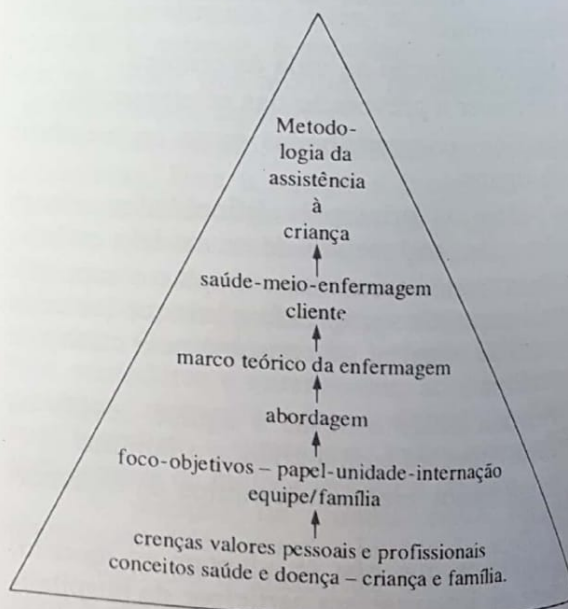 Metodo-
logia da
assistência
à
criança
saúde-meio-enfermagem
cliente
marco teórico da enfermagem
abordagem
foco-objetivos – papel-unidade-internação
equipe/família
crenças valores pessoais e profissionais
conceitos saúde e doença – criança e família.